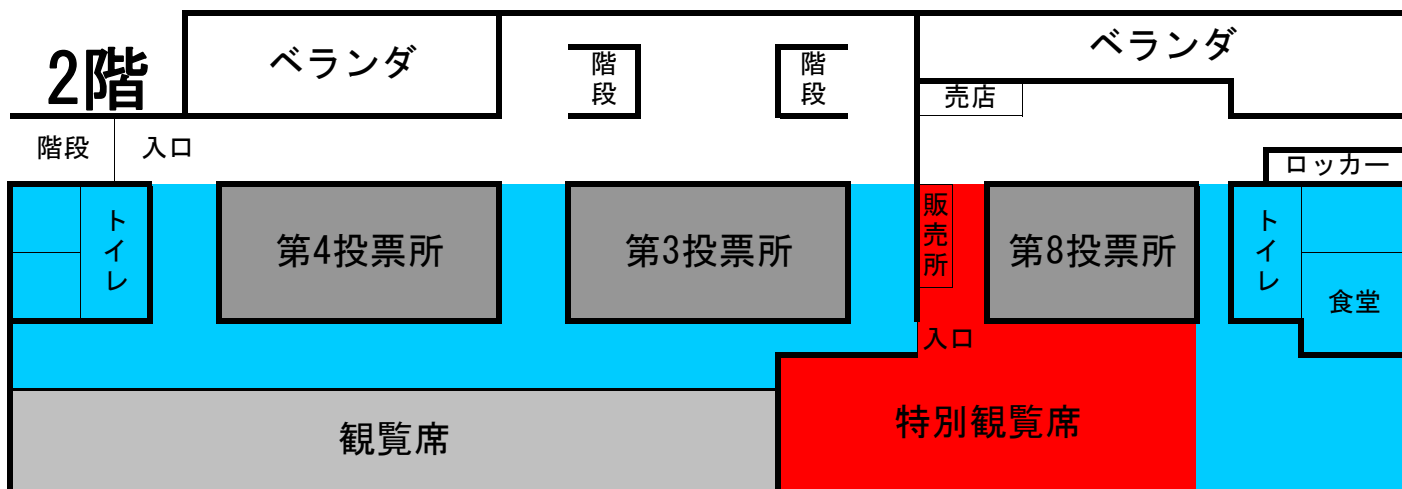 2階
ベランダ
階段
階段
ベランダ
売店
階段
入口
ロッカー
トイレ
第4投票所
第3投票所
販売所
第8投票所
トイレ
食堂
入口
観覧席
特別観覧席